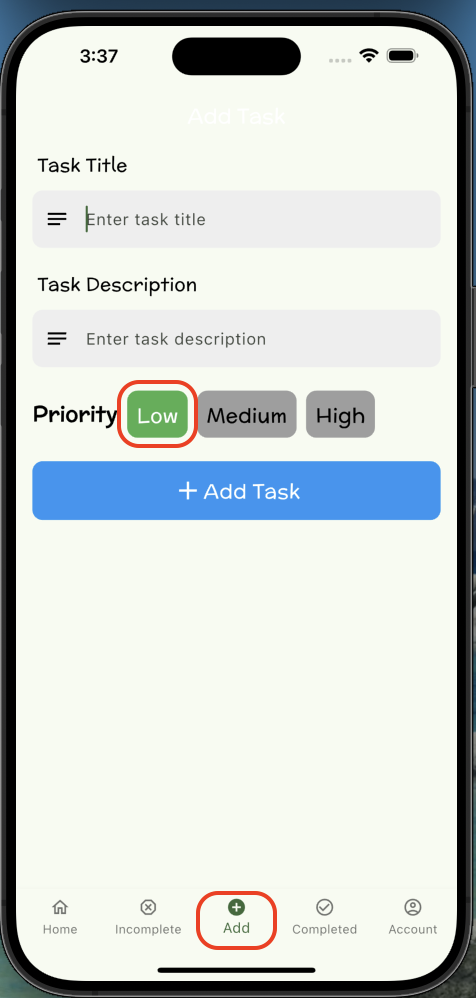 3:37
Add Task
Task Title
Enter task title
Task Description
Enter task description
Priority Low Medium High
+ Add Task
Home Incomplete Add Completed Account